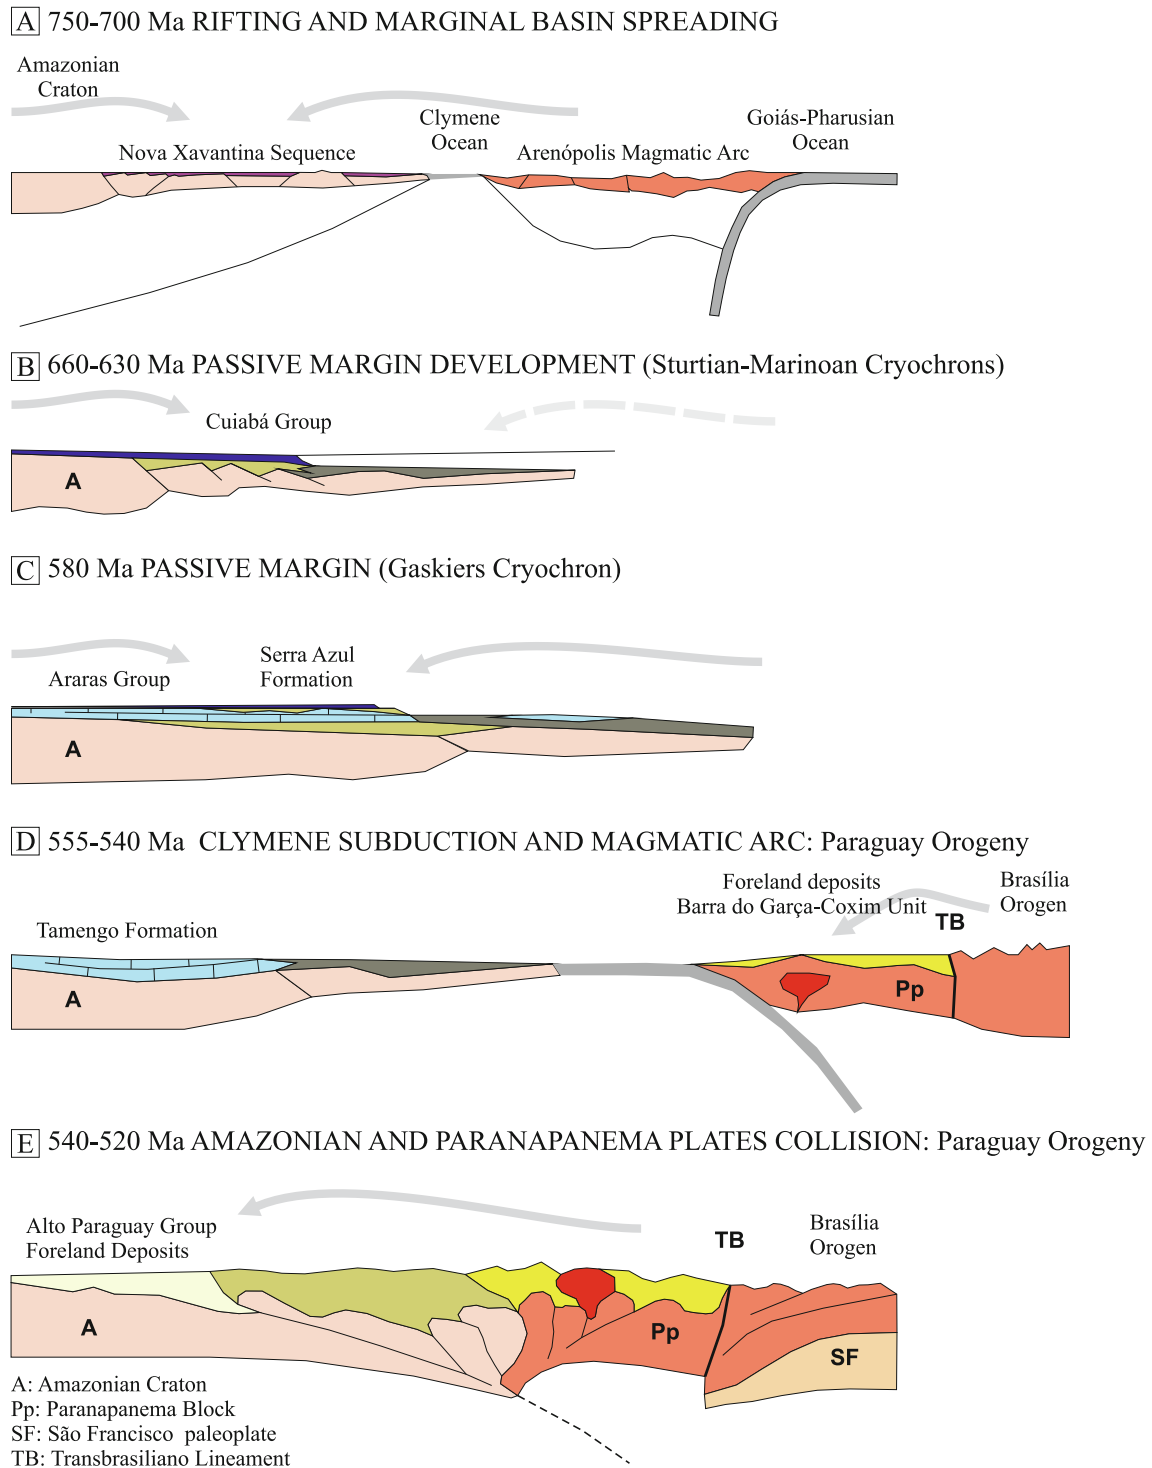 A 750-700 Ma RIFTING AND MARGINAL BASIN SPREADING
Amazonian
Craton
Clymene
Ocean
Goiás-Pharusian
Ocean
Nova Xavantina Sequence
Arenópolis Magmatic Arc
B 660-630 Ma PASSIVE MARGIN DEVELOPMENT (Sturtian-Marinoan Cryochrons)
Cuiabá Group
A
C 580 Ma PASSIVE MARGIN (Gaskiers Cryochron)
Araras Group
Serra Azul
Formation
A
D 555-540 Ma CLYMENE SUBDUCTION AND MAGMATIC ARC: Paraguay Orogeny
Foreland deposits
Barra do Garça-Coxim Unit
TB
Brasília
Orogen
Tamengo Formation
A
Pp
E 540-520 Ma AMAZONIAN AND PARANAPANEMA PLATES COLLISION: Paraguay Orogeny
Alto Paraguay Group
Foreland Deposits
TB
Brasília
Orogen
A
Pp
SF
A: Amazonian Craton
Pp: Paranapanema Block
SF: São Francisco paleoplate
TB: Transbrasiliano Lineament